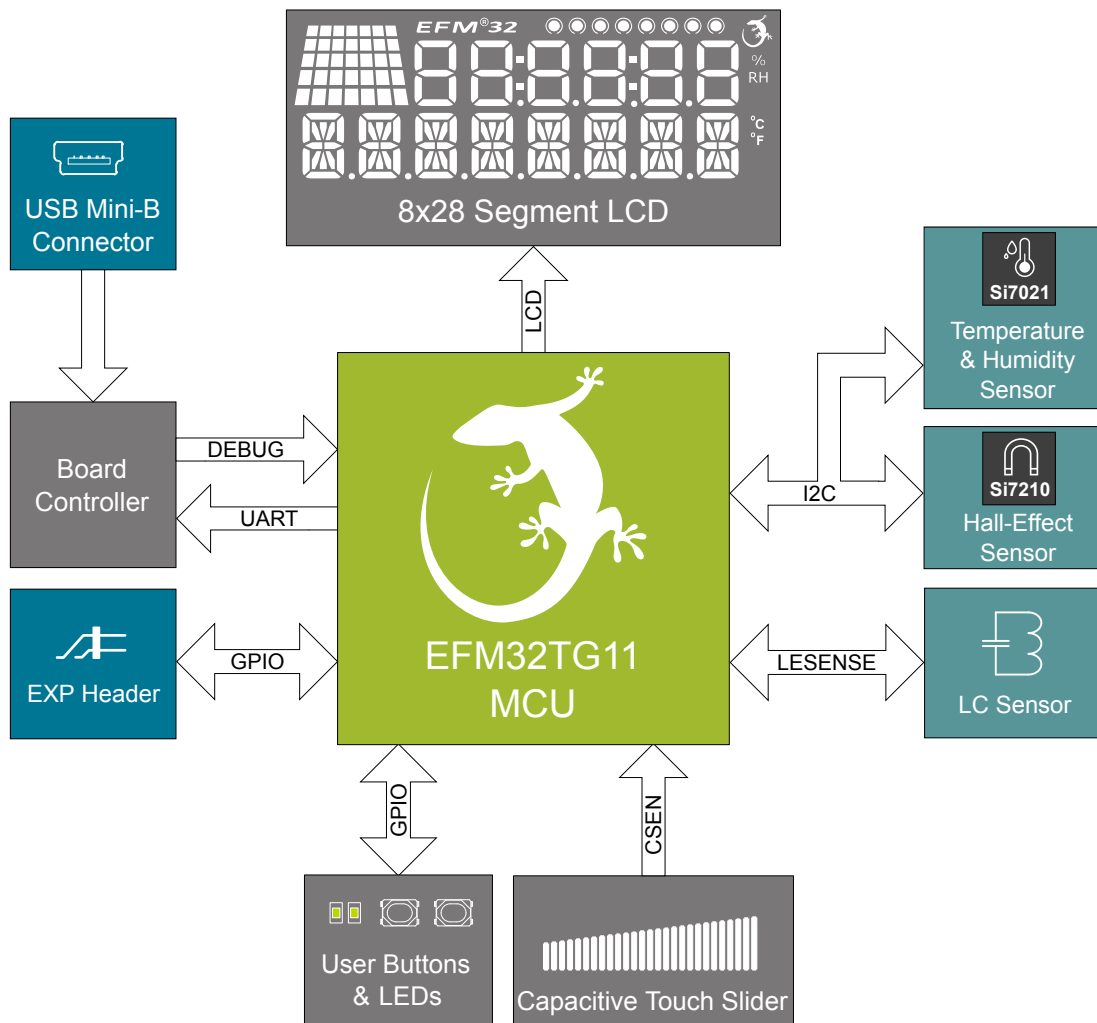 EFM®32
%
RH
°C
°F
8x28 Segment LCD
USB Mini-B
Connector
LCD
Si7021
Temperature
& Humidity
Sensor
Board
Controller
DEBUG
UART
I2C
Si7210
Hall-Effect
Sensor
EXP Header
GPIO
EFM32TG11
MCU
LESENSE
LC Sensor
GPIO
CSEN
User Buttons
& LEDs
Capacitive Touch Slider